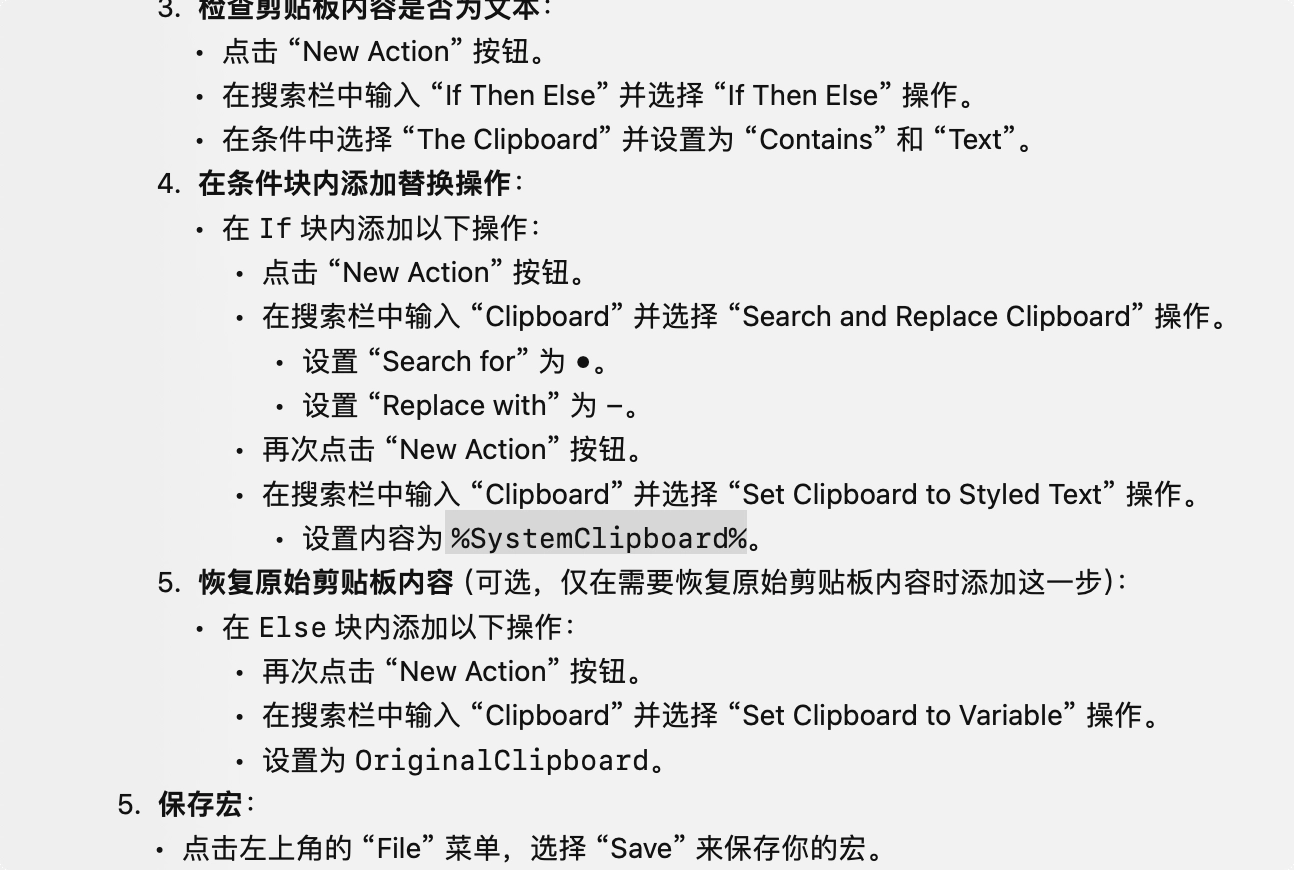 3. 检查剪贴板内容是否为文本：
• 点击 “New Action” 按钮。
• 在搜索栏中输入 “If Then Else” 并选择 “If Then Else” 操作。
• 在条件中选择 “The Clipboard” 并设置为 “Contains” 和 “Text”。
4. 在条件块内添加替换操作：
• 在 If 块内添加以下操作：
• 点击 “New Action” 按钮。
• 在搜索栏中输入 “Clipboard” 并选择 “Search and Replace Clipboard” 操作。
• 设置 “Search for” 为 ●。
• 设置 “Replace with” 为 –。
• 再次点击 “New Action” 按钮。
• 在搜索栏中输入 “Clipboard” 并选择 “Set Clipboard to Styled Text” 操作。
• 设置内容为 %SystemClipboard%。
5. 恢复原始剪贴板内容（可选，仅在需要恢复原始剪贴板内容时添加这一步）：
• 在 Else 块内添加以下操作：
• 再次点击 “New Action” 按钮。
• 在搜索栏中输入 “Clipboard” 并选择 “Set Clipboard to Variable” 操作。
• 设置为 OriginalClipboard。
5. 保存宏：
• 点击左上角的 “File” 菜单，选择 “Save” 来保存你的宏。